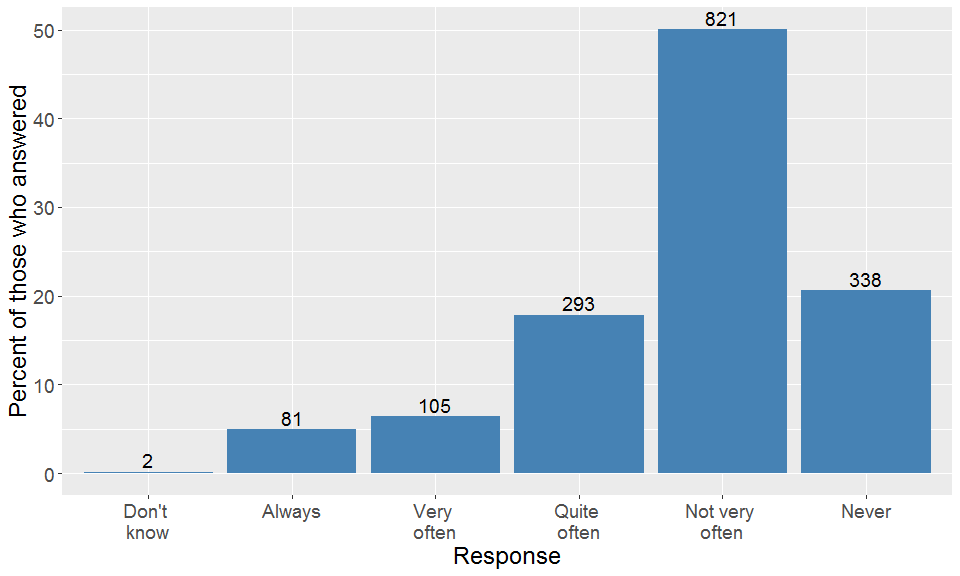 Percent of those who answered
50
40
30
20
10
0
2
81
105
293
821
338
Don't
know
Always
Very
often
Quite
often
Not very
often
Never
Response